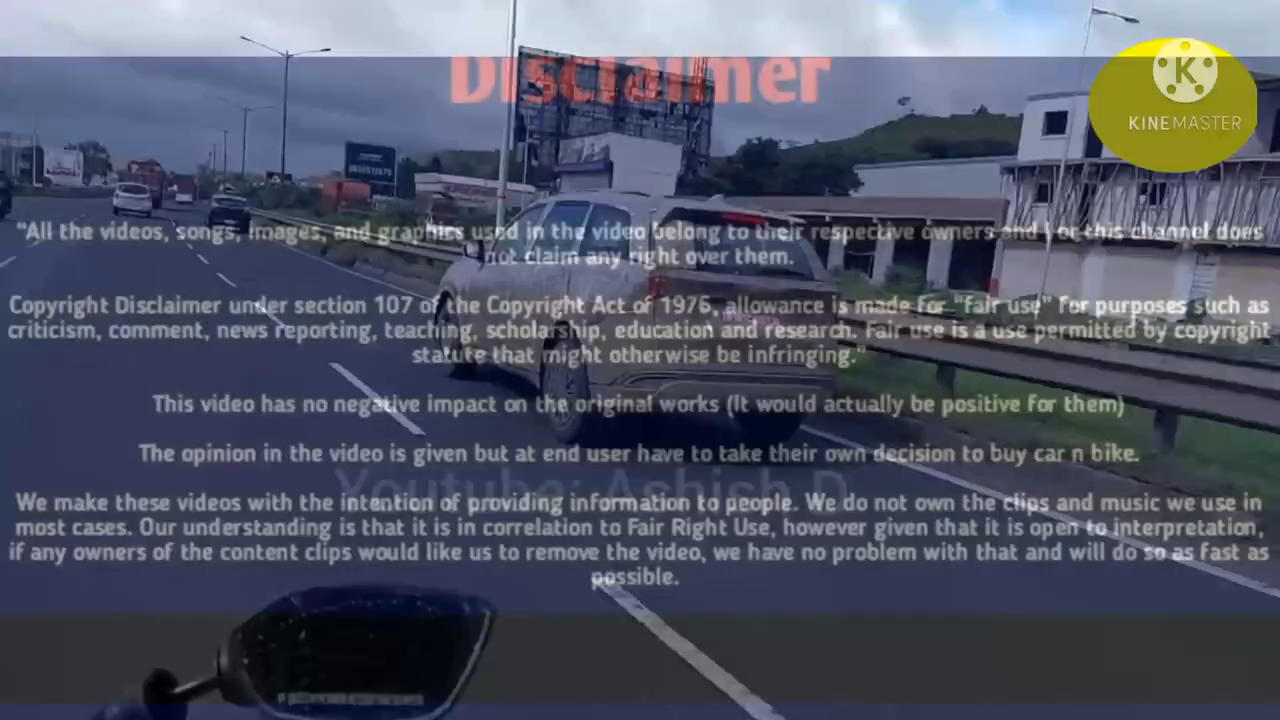 Disclaimer
KINEMASTER
"All the videos, songs, images, and graphics used in the video belong to their respective owners and I or this channel does
not claim any right over them.
Copyright Disclaimer under section 107 of the Copyright Act of 1976, allowance is made for "fair use" for purposes such as
criticism, comment, news reporting, teaching, scholarship, education and research. Fair use is a use permitted by copyright
statute that might otherwise be infringing."
This video has no negative impact on the original works (It would actually be positive for them)
The opinion in the video is given but at end user have to take their own decision to buy car n bike.
Youtube: Ashish D
We make these videos with the intention of providing information to people. We do not own the clips and music we use in
most cases. Our understanding is that it is in correlation to Fair Right Use, however given that it is open to interpretation,
if any owners of the content clips would like us to remove the video, we have no problem with that and will do so as fast as
possible.